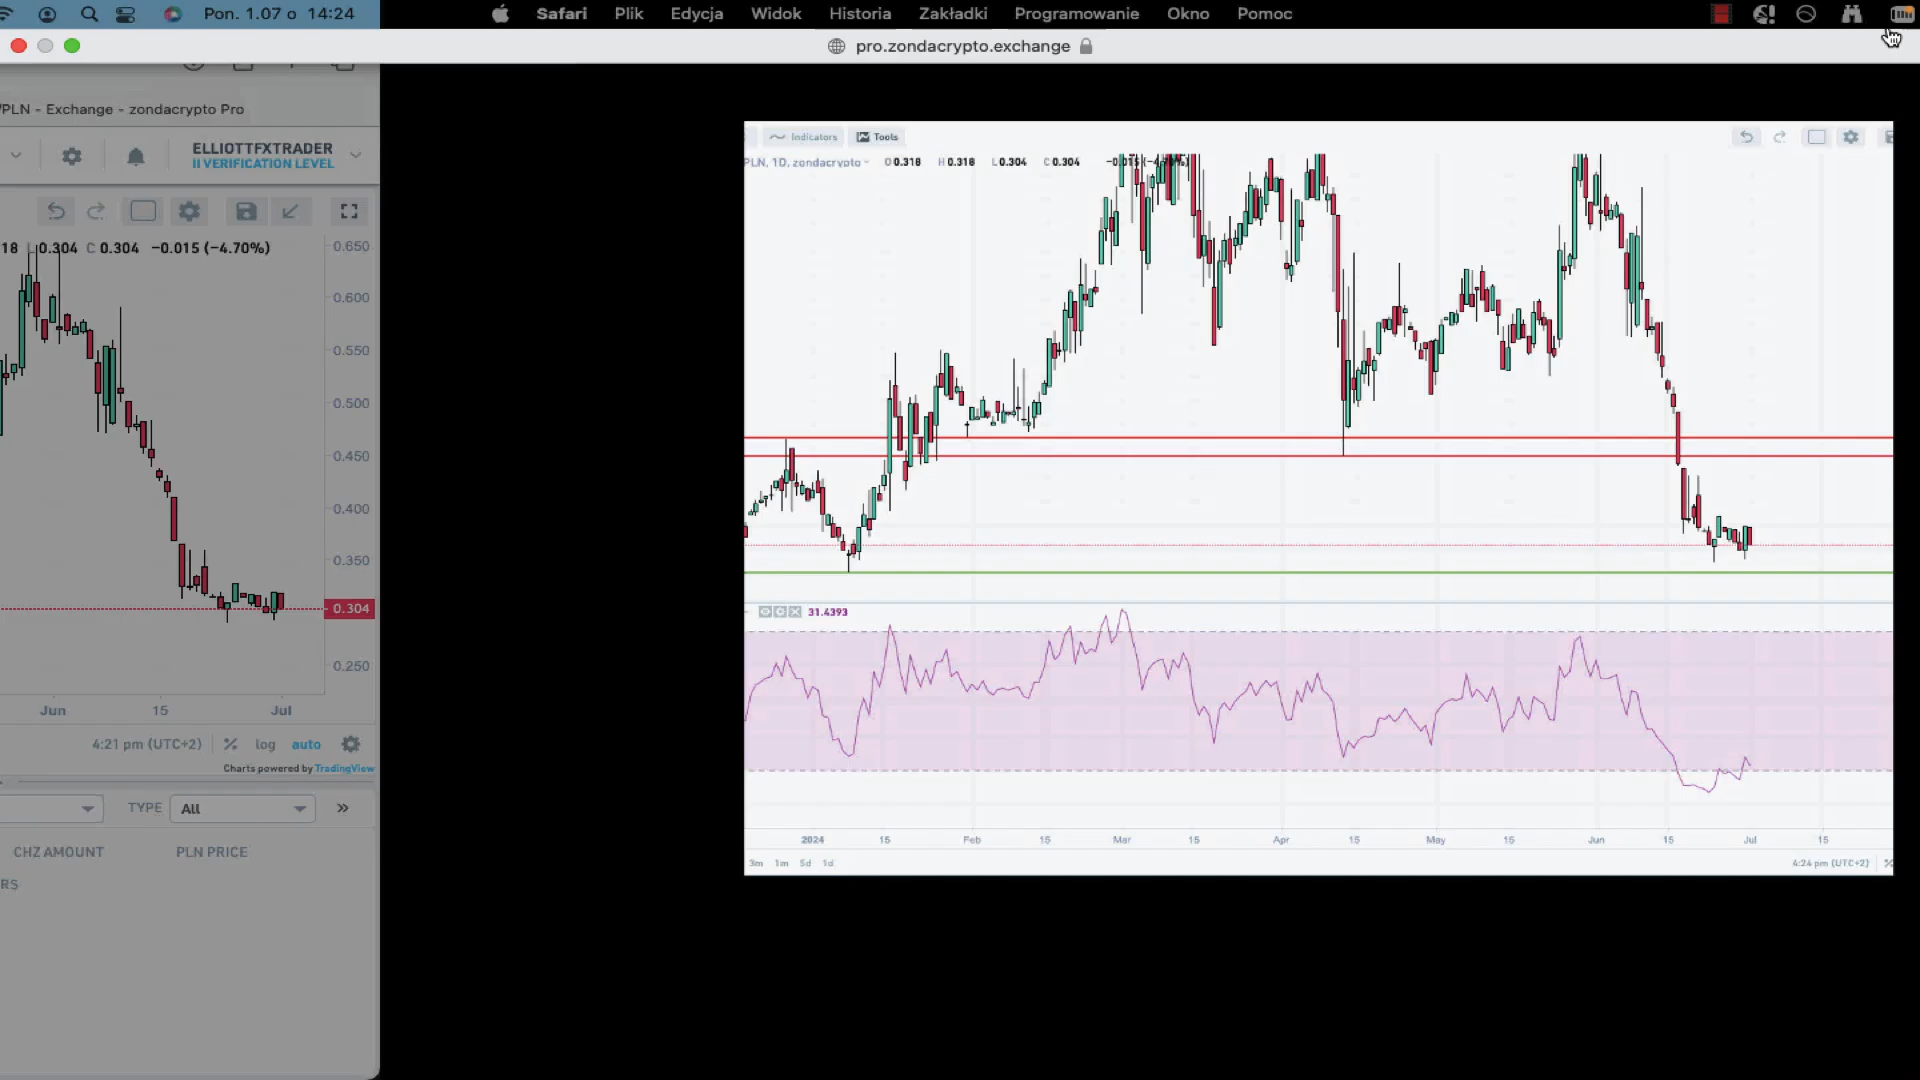 Pon. 1.07 o 14:24
Safari Plik Edycja Widok Historia Zakładki Programowanie Okno Pomoc
pro.zondacrypto.exchange
/PLN - Exchange - zondacrypto Pro
ELLIOTTFXTRADER
II VERIFICATION LEVEL
18 L 0.304 C 0.304 −0.015 (−4.70%)
0.650
0.600
0.550
0.500
0.450
0.400
0.350
0.304
0.250
Jun 15 Jul
4:21 pm (UTC+2) % log auto
Charts powered by TradingView
TYPE All »
CHZ AMOUNT PLN PRICE
RS
Indicators Tools
PLN, 1D, zondacrypto O 0.318 H 0.318 L 0.304 C 0.304 −0.015 (−4.70%)
31.4393
2024 15 Feb 15 Mar 15 Apr 15 May 15 Jun 15 Jul 15
3m 1m 5d 1d
4:24 pm (UTC+2) %